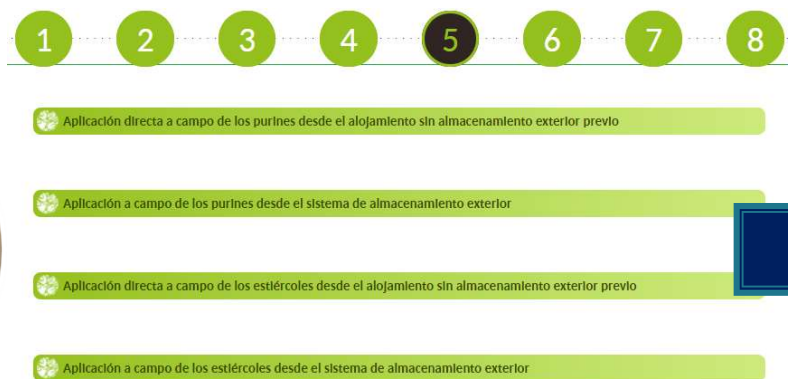 1 2 3 4 5 6 7 8
Aplicación directa a campo de los purines desde el alojamiento sin almacenamiento exterior previo
Aplicación a campo de los purines desde el sistema de almacenamiento exterior
Aplicación directa a campo de los estiércoles desde el alojamiento sin almacenamiento exterior previo
Aplicación a campo de los estiércoles desde el sistema de almacenamiento exterior